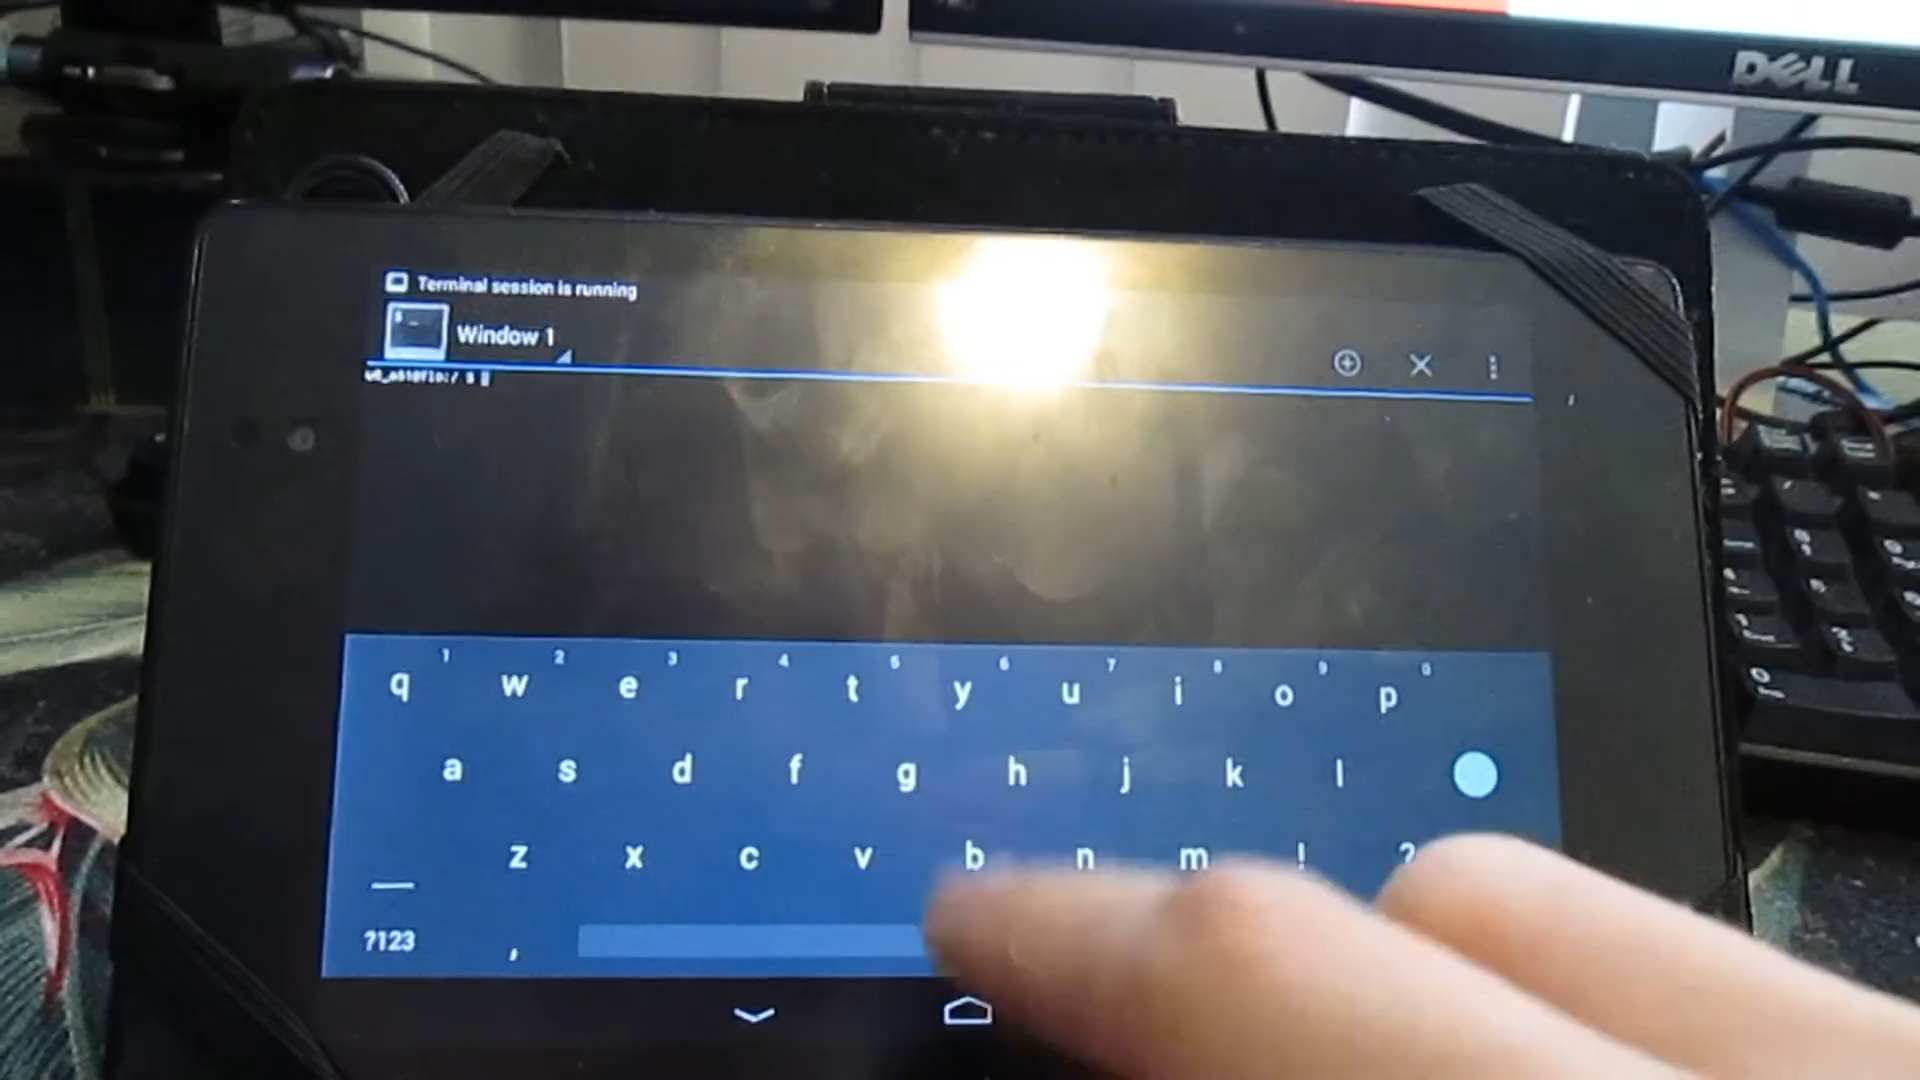 DELL
Terminal session is running
Window 1
1 2 3 4 5 6 7 8 9 0
q w e r t y u i o p
a s d f g h j k l
z x c v b n m ! ?
?123 ,